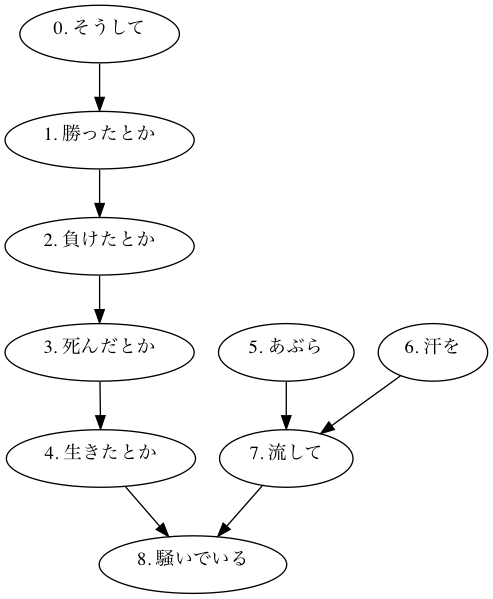 0. そうして
1. 勝ったとか
2. 負けたとか
3. 死んだとか
5. あぶら
6. 汗を
4. 生きたとか
7. 流して
8. 騒いでいる